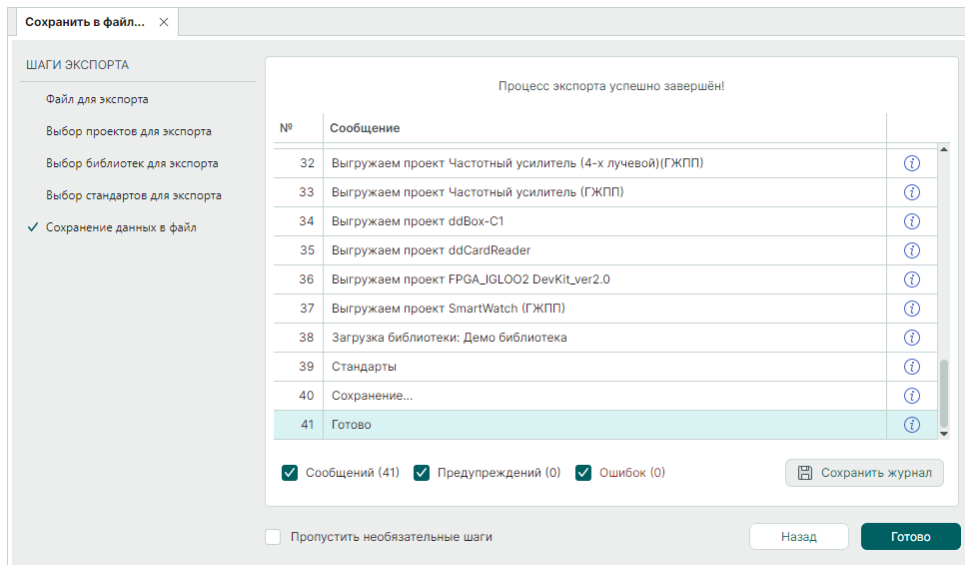 Сохранить в файл...
ШАГИ ЭКСПОРТА
Файл для экспорта
Выбор проектов для экспорта
Выбор библиотек для экспорта
Выбор стандартов для экспорта
Сохранение данных в файл
Процесс экспорта успешно завершён!
№ Сообщение
32 Выгружаем проект Частотный усилитель (4-х лучевой)(ГЖПП)
33 Выгружаем проект Частотный усилитель (ГЖПП)
34 Выгружаем проект ddBox-C1
35 Выгружаем проект ddCardReader
36 Выгружаем проект FPGA_IGLOO2 DevKit_ver2.0
37 Выгружаем проект SmartWatch (ГЖПП)
38 Загрузка библиотеки: Демо библиотека
39 Стандарты
40 Сохранение...
41 Готово
Сообщений (41) Предупреждений (0) Ошибок (0) Сохранить журнал
Пропустить необязательные шаги Назад Готово